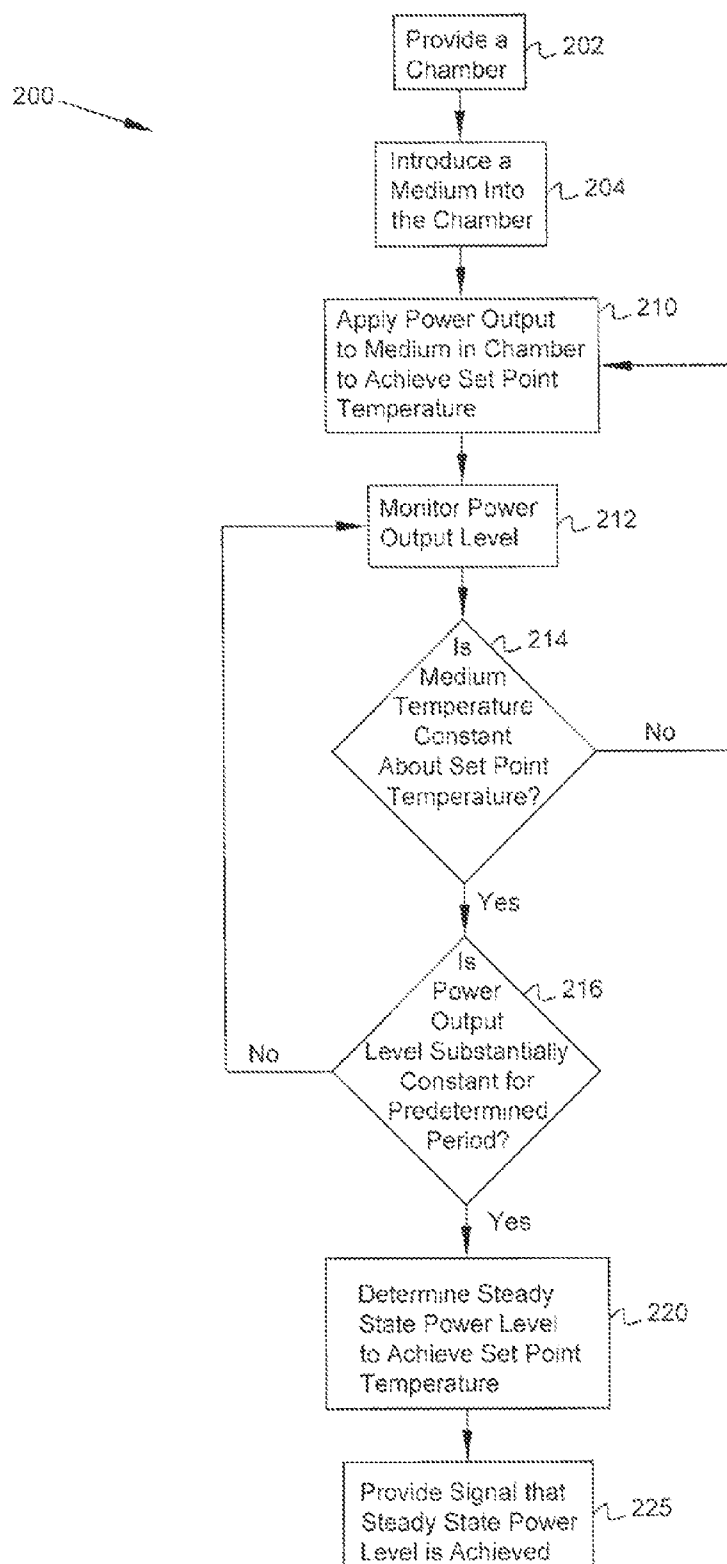 Provide a
Chamber
202
200
Introduce a
Medium Into
the Chamber
204
Apply Power Output
to Medium in Chamber
to Achieve Set Point
Temperature
210
Monitor Power
Output Level
212
Is
Medium
Temperature
Constant
About Set Point
Temperature?
214
No
Yes
Is
Power
Output
Level Substantially
Constant for
Predetermined
Period?
216
No
Yes
Determine Steady
State Power Level
to Achieve Set Point
Temperature
220
Provide Signal that
Steady State Power
Level is Achieved
225